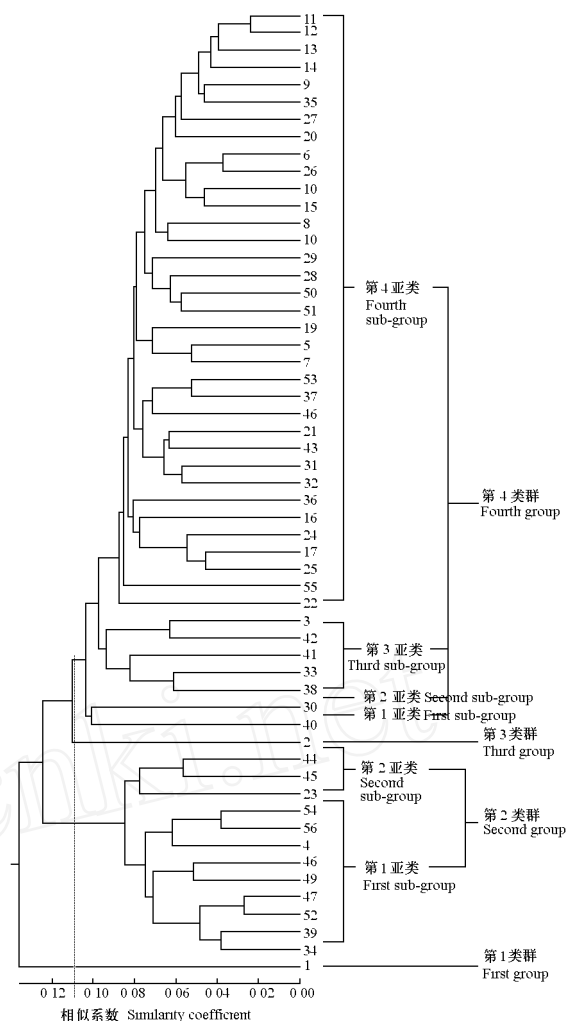 11
12
13
14
9
35
27
20
6
26
10
15
8
10
29
28
50
51
19
5
7
53
37
46
21
43
31
32
36
16
24
17
25
55
22
3
42
41
33
38
30
40
2
44
45
23
54
56
4
46
49
47
52
39
34
1
第4亚类
Fourth
sub-group
第4类群
Fourth group
第3亚类
Third sub-group
第2亚类 Second sub-group
第1亚类 First sub-group
第3类群
Third group
第2亚类
Second
sub-group
第2类群
Second group
第1亚类
First sub-group
第1类群
First group
0 12 0 10 0 08 0 06 0 04 0 02 0 00
相似系数 Similarity coefficient
enki.net